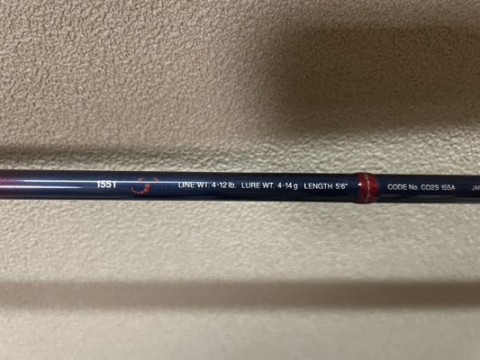 1551 LINE WT. 4-12 lb. LURE WT. 4-14 g LENGTH 5'6" CODE No. CO2S 155A